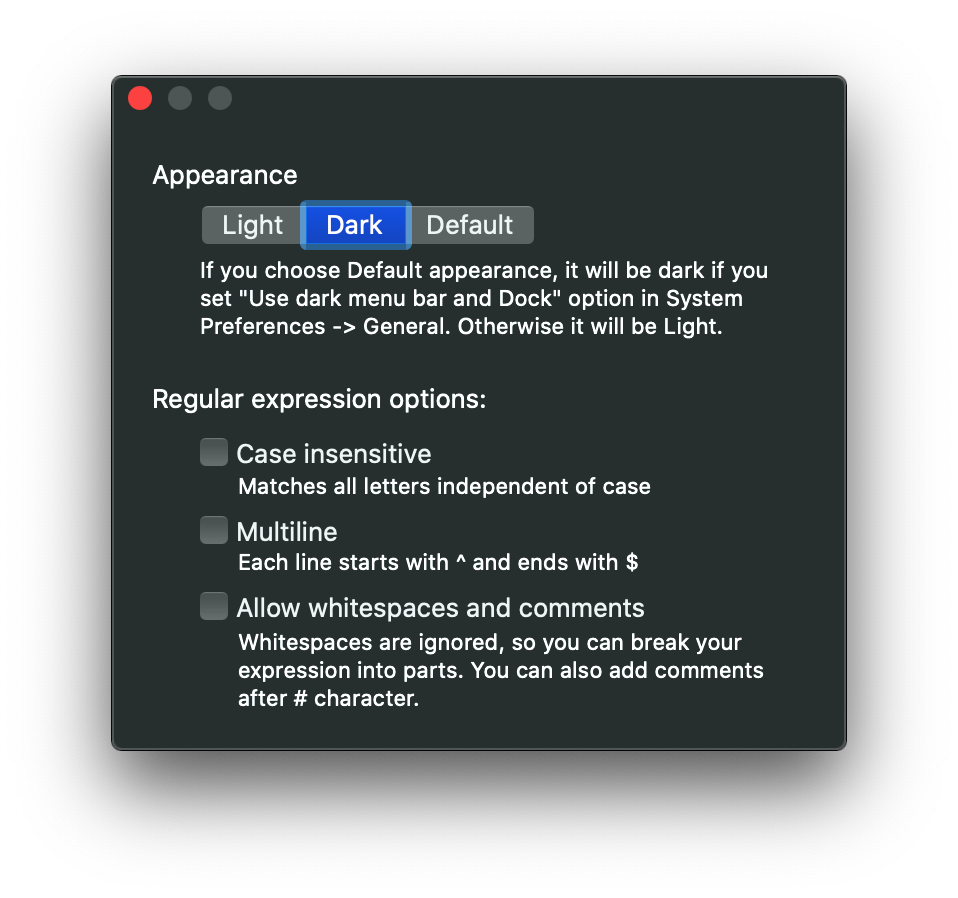 Appearance
Light Dark Default
If you choose Default appearance, it will be dark if you
set "Use dark menu bar and Dock" option in System
Preferences -> General. Otherwise it will be Light.
Regular expression options:
Case insensitive
Matches all letters independent of case
Multiline
Each line starts with ^ and ends with $
Allow whitespaces and comments
Whitespaces are ignored, so you can break your
expression into parts. You can also add comments
after # character.